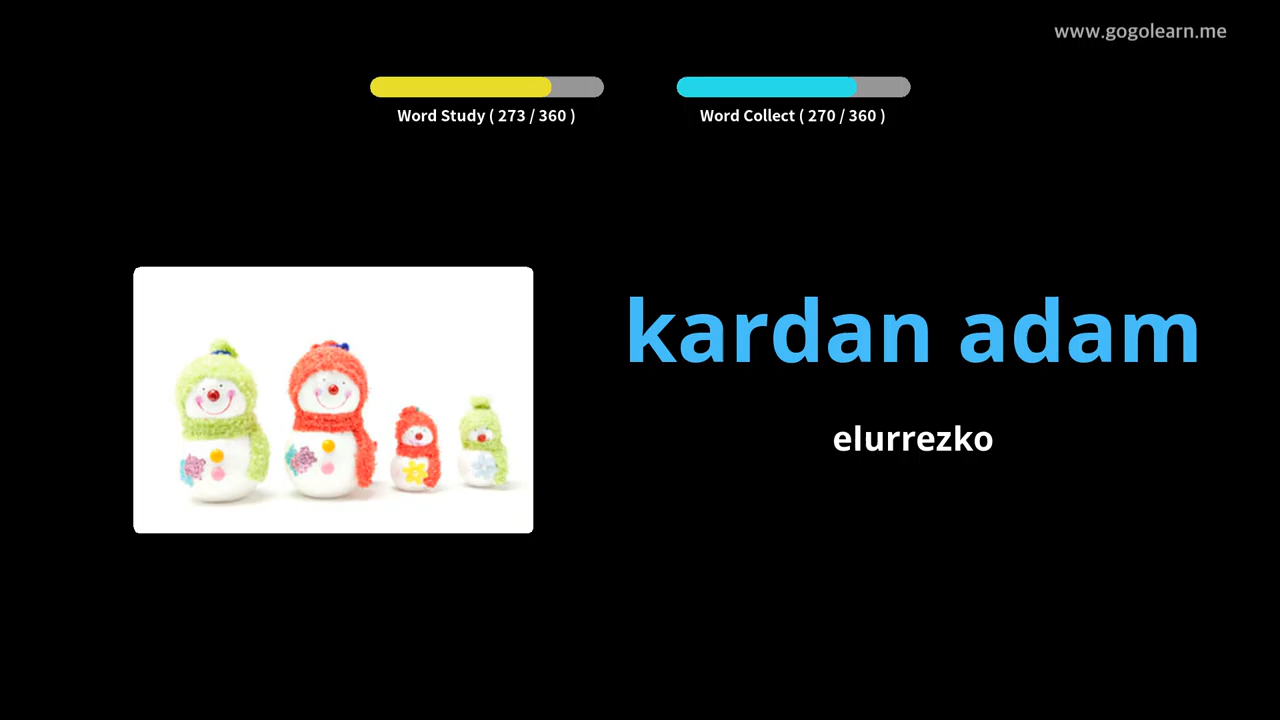 www.gogolearn.me
Word Study ( 273 / 360 )
Word Collect ( 270 / 360 )
kardan adam
elurrezko